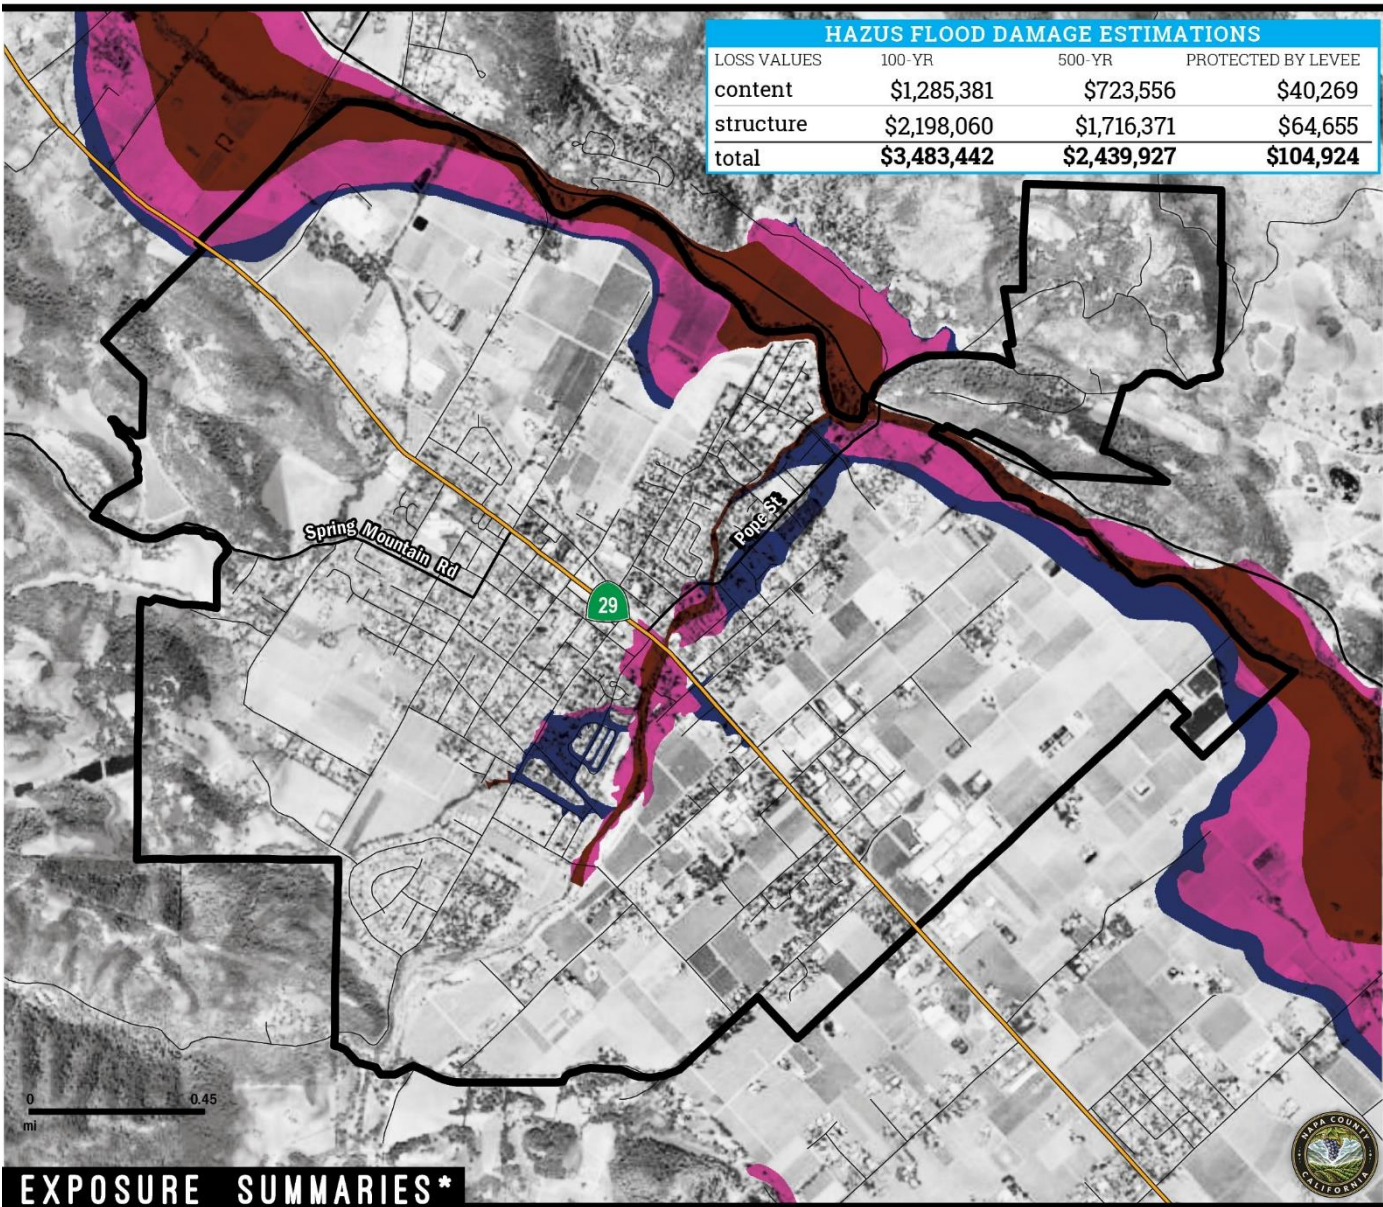 HAZUS FLOOD DAMAGE ESTIMATIONS
LOSS VALUES 100-YR 500-YR PROTECTED BY LEVEE
content $1,285,381 $723,556 $40,269
structure $2,198,060 $1,716,371 $64,655
total $3,483,442 $2,439,927 $104,924
Pope St
Spring Mountain Rd
29
0 0.45
mi
NAPA COUNTY
CALIFORNIA
EXPOSURE SUMMARIES*